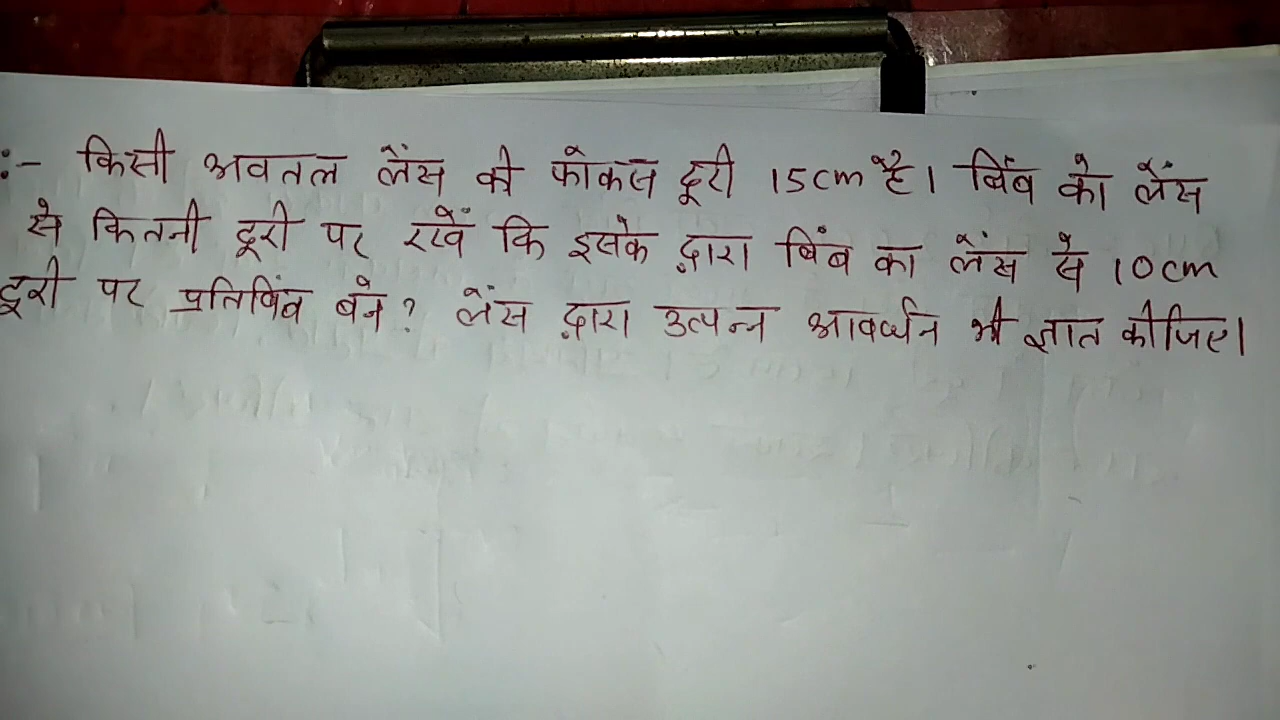 :- किसी अवतल लेंस की फोकस दूरी 15cm है। बिंब को लेंस
से कितनी दूरी पर रखें कि इसके द्वारा बिंब का लेंस से 10cm
दूरी पर प्रतिबिंब बने? लेंस द्वारा उत्पन्न आवर्धन भी ज्ञात कीजिए।